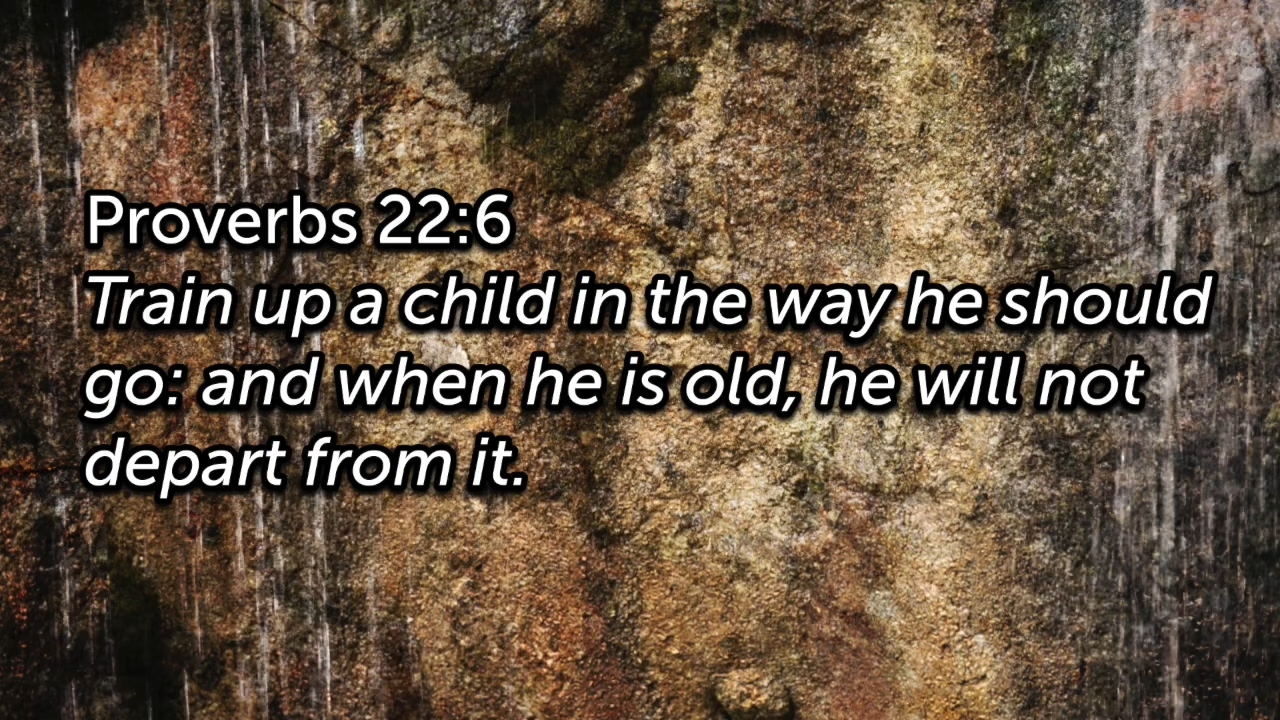 Proverbs 22:6
Train up a child in the way he should
go: and when he is old, he will not
depart from it.